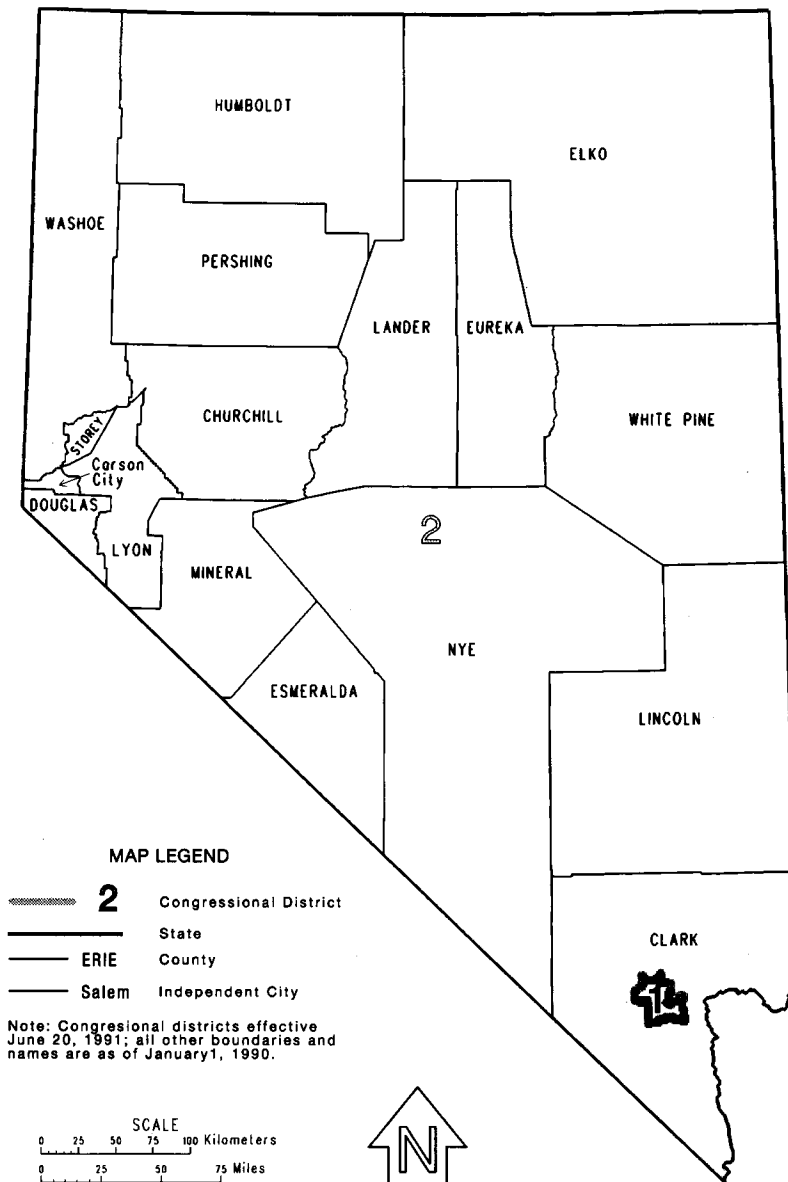 HUMBOLDT
ELKO
WASHOE
PERSHING
LANDER
EUREKA
CHURCHILL
WHITE PINE
STOREY
Carson
City
DOUGLAS
2
LYON
MINERAL
NYE
ESMERALDA
LINCOLN
CLARK
1
MAP LEGEND
2 Congressional District
State
ERIE County
Salem Independent City
Note: Congresional districts effective
June 20, 1991; all other boundaries and
names are as of January1, 1990.
SCALE
0 25 50 75 100 Kilometers
0 25 50 75 Miles
N